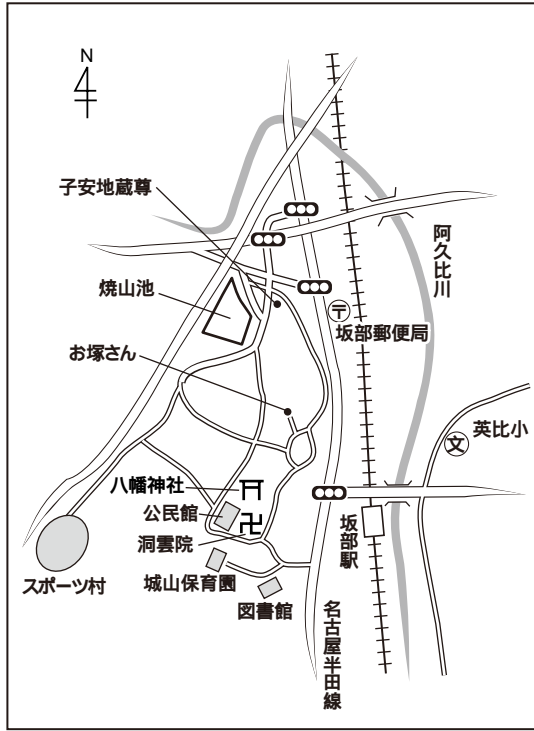 N
子安地蔵尊
阿久比川
焼山池
〒
坂部郵便局
お塚さん
英比小
文
八幡神社
公民館
洞雲院
坂部駅
城山保育園
スポーツ村
図書館
名古屋半田線